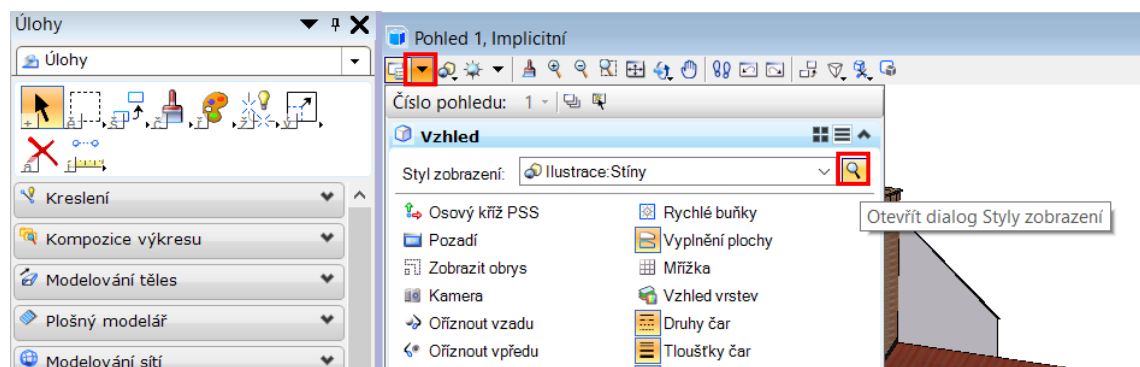 Úlohy
Úlohy
Kreslení
Kompozice výkresu
Modelování těles
Plošný modelář
Modelování sítí
Pohled 1, Implicitní
Číslo pohledu: 1
Vzhled
Styl zobrazení: Ilustrace:Stíny
Otevřít dialog Styly zobrazení
Osový kříž PSS Rychlé buňky
Pozadí Vyplnění plochy
Zobrazit obrys Mřížka
Kamera Vzhled vrstev
Oříznout vzadu Druhy čar
Oříznout vpředu Tloušťky čar